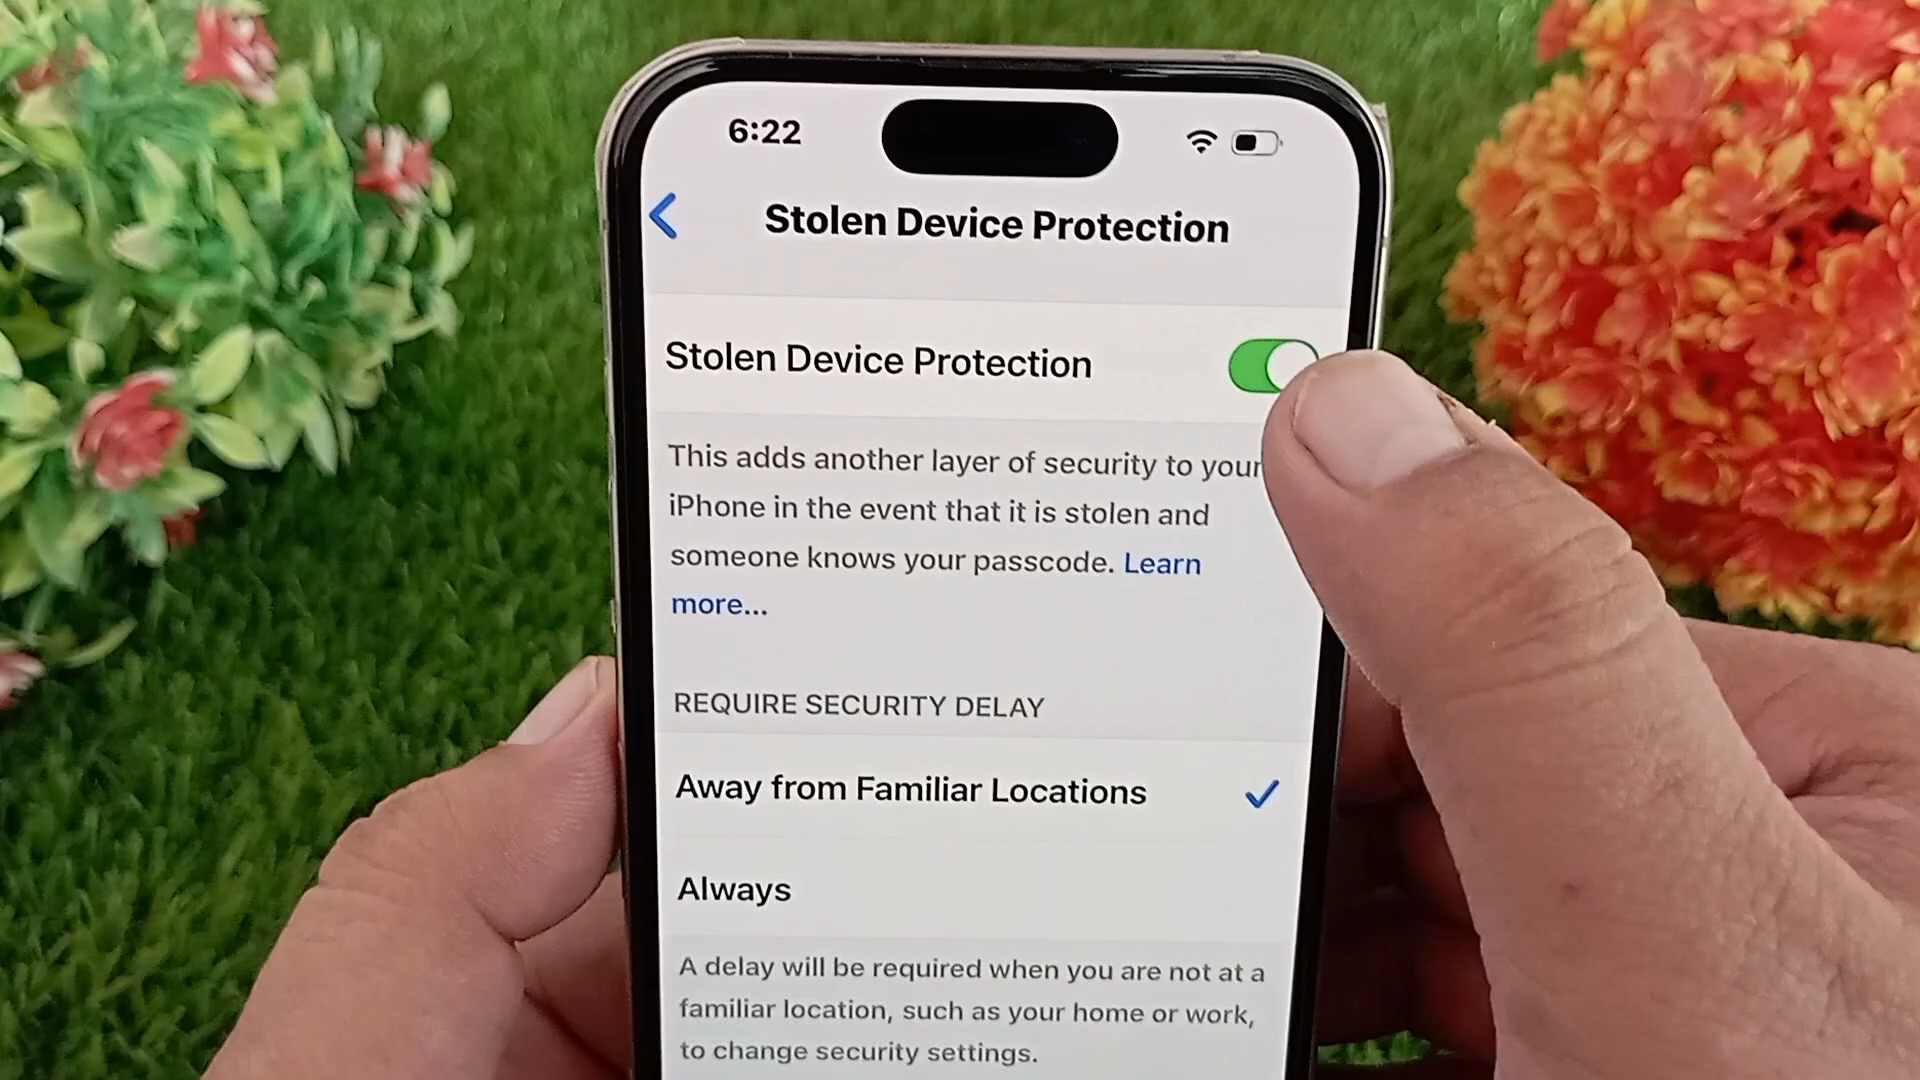 6:22
Stolen Device Protection
Stolen Device Protection
This adds another layer of security to your
iPhone in the event that it is stolen and
someone knows your passcode. Learn
more...
REQUIRE SECURITY DELAY
Away from Familiar Locations
Always
A delay will be required when you are not at a
familiar location, such as your home or work,
to change security settings.